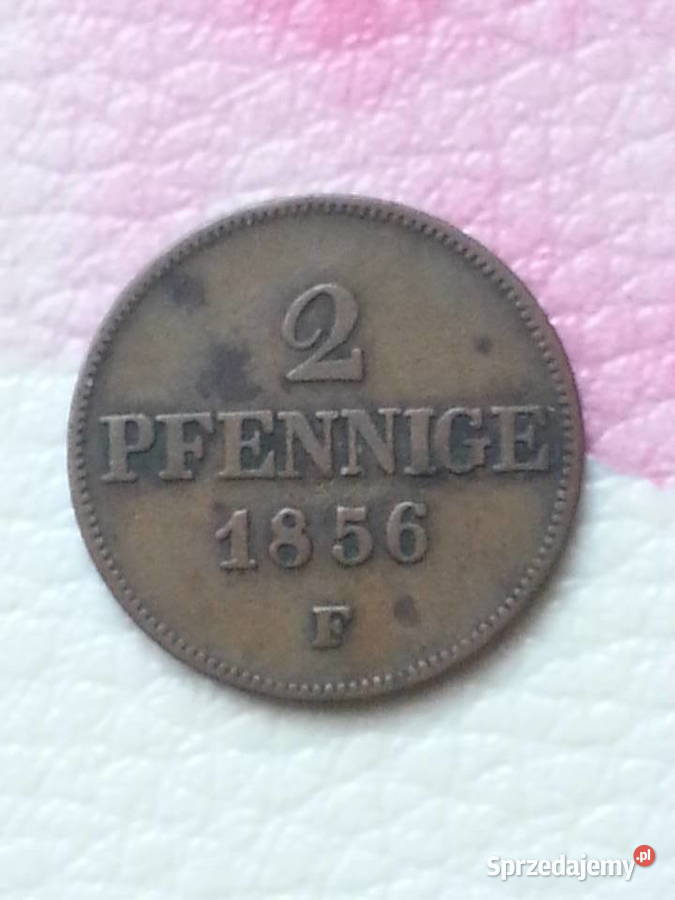 2
PFENNIGE
1856
F
Sprzedajemy.pl